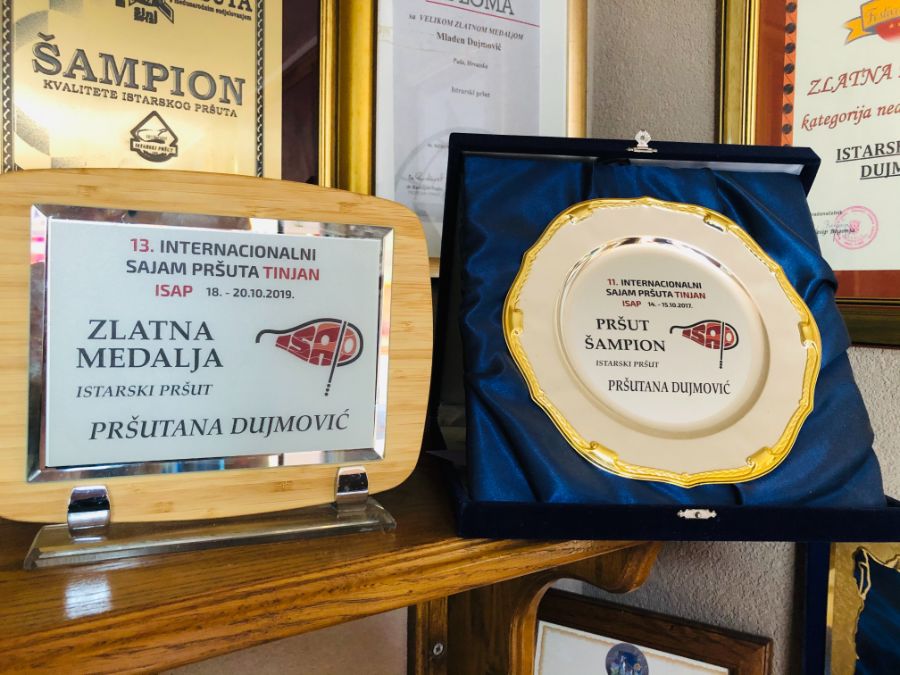 ŠAMPION
KVALITETE ISTARSKOG PRŠUTA
ISTARSKI PRŠUT
DIPLOMA
sa VELIKOM ZLATNOM MEDALJOM
Mladen Dujmović
Istarski pršut
ZLATNA
kategorija
ISTARSK
DUJM
13. INTERNACIONALNI
SAJAM PRŠUTA TINJAN
ISAP 18. - 20.10.2019.
ZLATNA
MEDALJA
ISAP
ISTARSKI PRŠUT
PRŠUTANA DUJMOVIĆ
11. INTERNACIONALNI
SAJAM PRŠUTA TINJAN
ISAP 14. - 15.10.2017.
PRŠUT
ŠAMPION
ISAP
ISTARSKI PRŠUT
PRŠUTANA DUJMOVIĆ